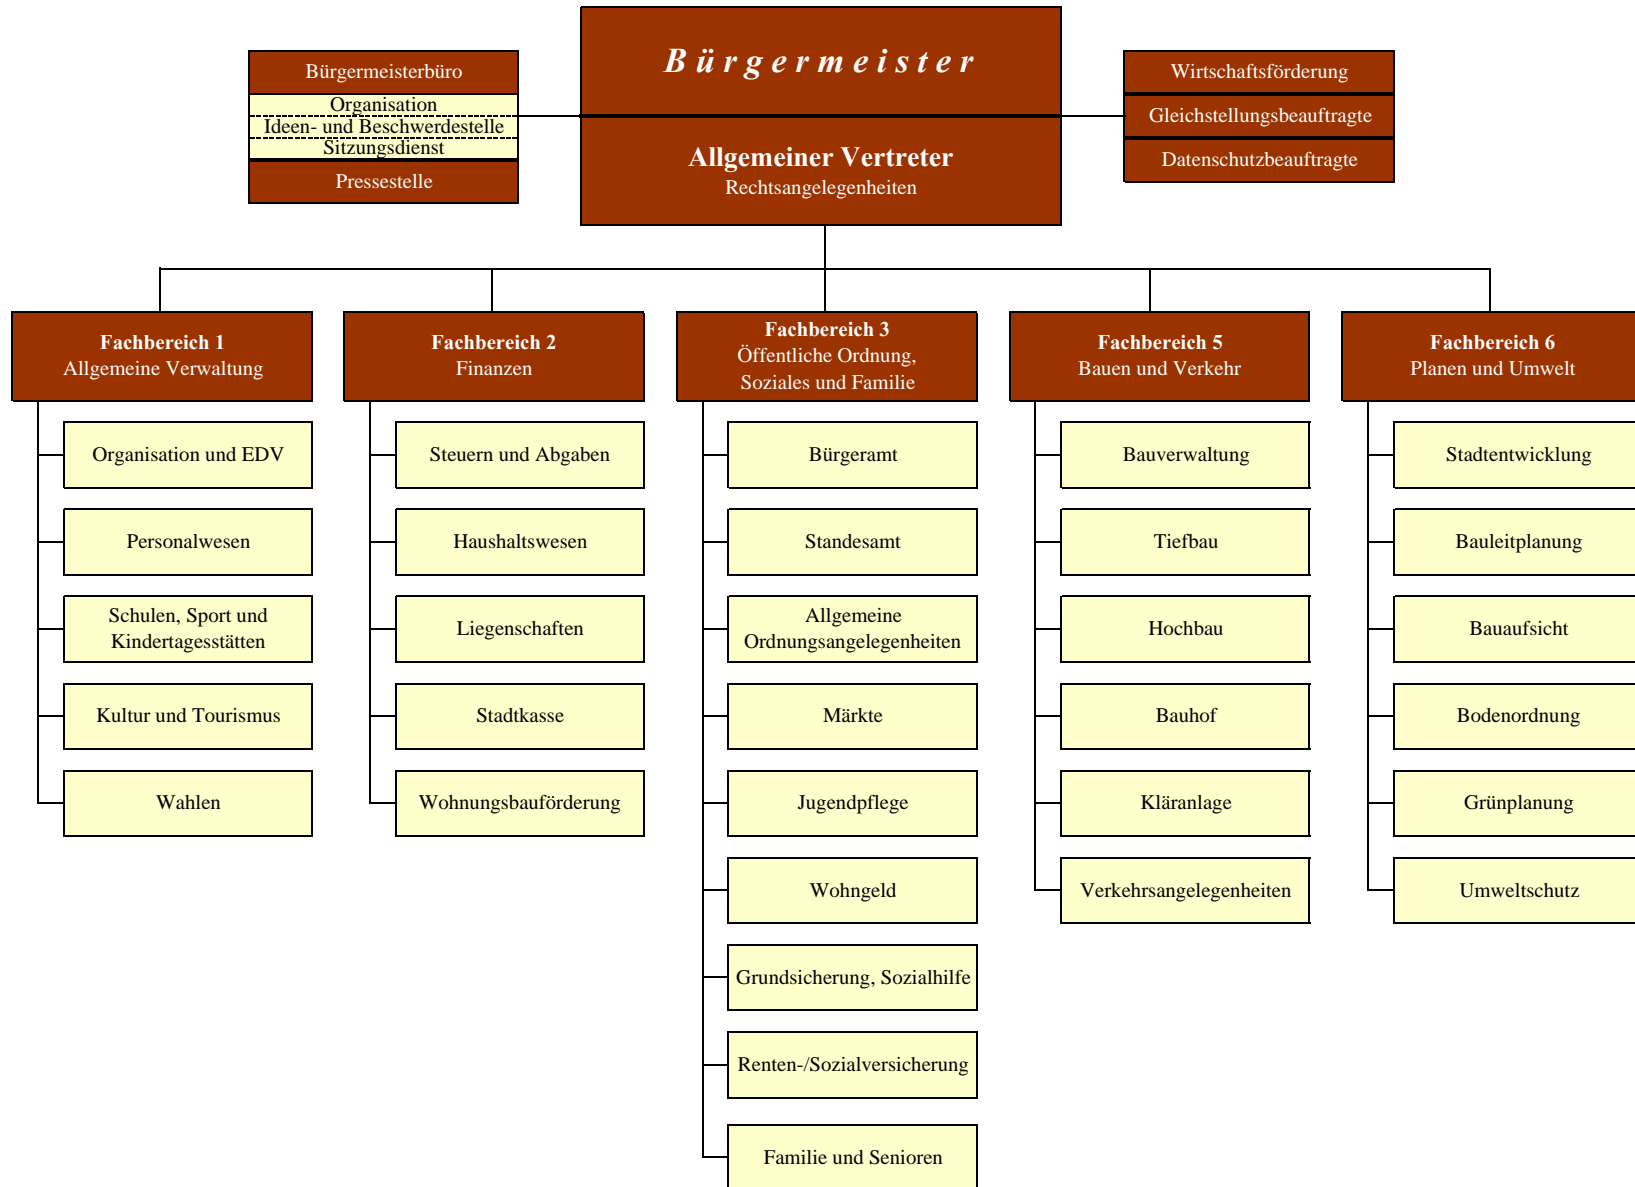 Bürgermeister
Allgemeiner Vertreter
Rechtsangelegenheiten
Bürgermeisterbüro
Organisation
Ideen- und Beschwerdestelle
Sitzungsdienst
Pressestelle
Wirtschaftsförderung
Gleichstellungsbeauftragte
Datenschutzbeauftragte
Fachbereich 1
Allgemeine Verwaltung
Organisation und EDV
Personalwesen
Schulen, Sport und
Kindertagesstätten
Kultur und Tourismus
Wahlen
Fachbereich 2
Finanzen
Steuern und Abgaben
Haushaltswesen
Liegenschaften
Stadtkasse
Wohnungsbauförderung
Fachbereich 3
Öffentliche Ordnung,
Soziales und Familie
Bürgeramt
Standesamt
Allgemeine
Ordnungsangelegenheiten
Märkte
Jugendpflege
Wohngeld
Grundsicherung, Sozialhilfe
Renten-/Sozialversicherung
Familie und Senioren
Fachbereich 5
Bauen und Verkehr
Bauverwaltung
Tiefbau
Hochbau
Bauhof
Kläranlage
Verkehrsangelegenheiten
Fachbereich 6
Planen und Umwelt
Stadtentwicklung
Bauleitplanung
Bauaufsicht
Bodenordnung
Grünplanung
Umweltschutz